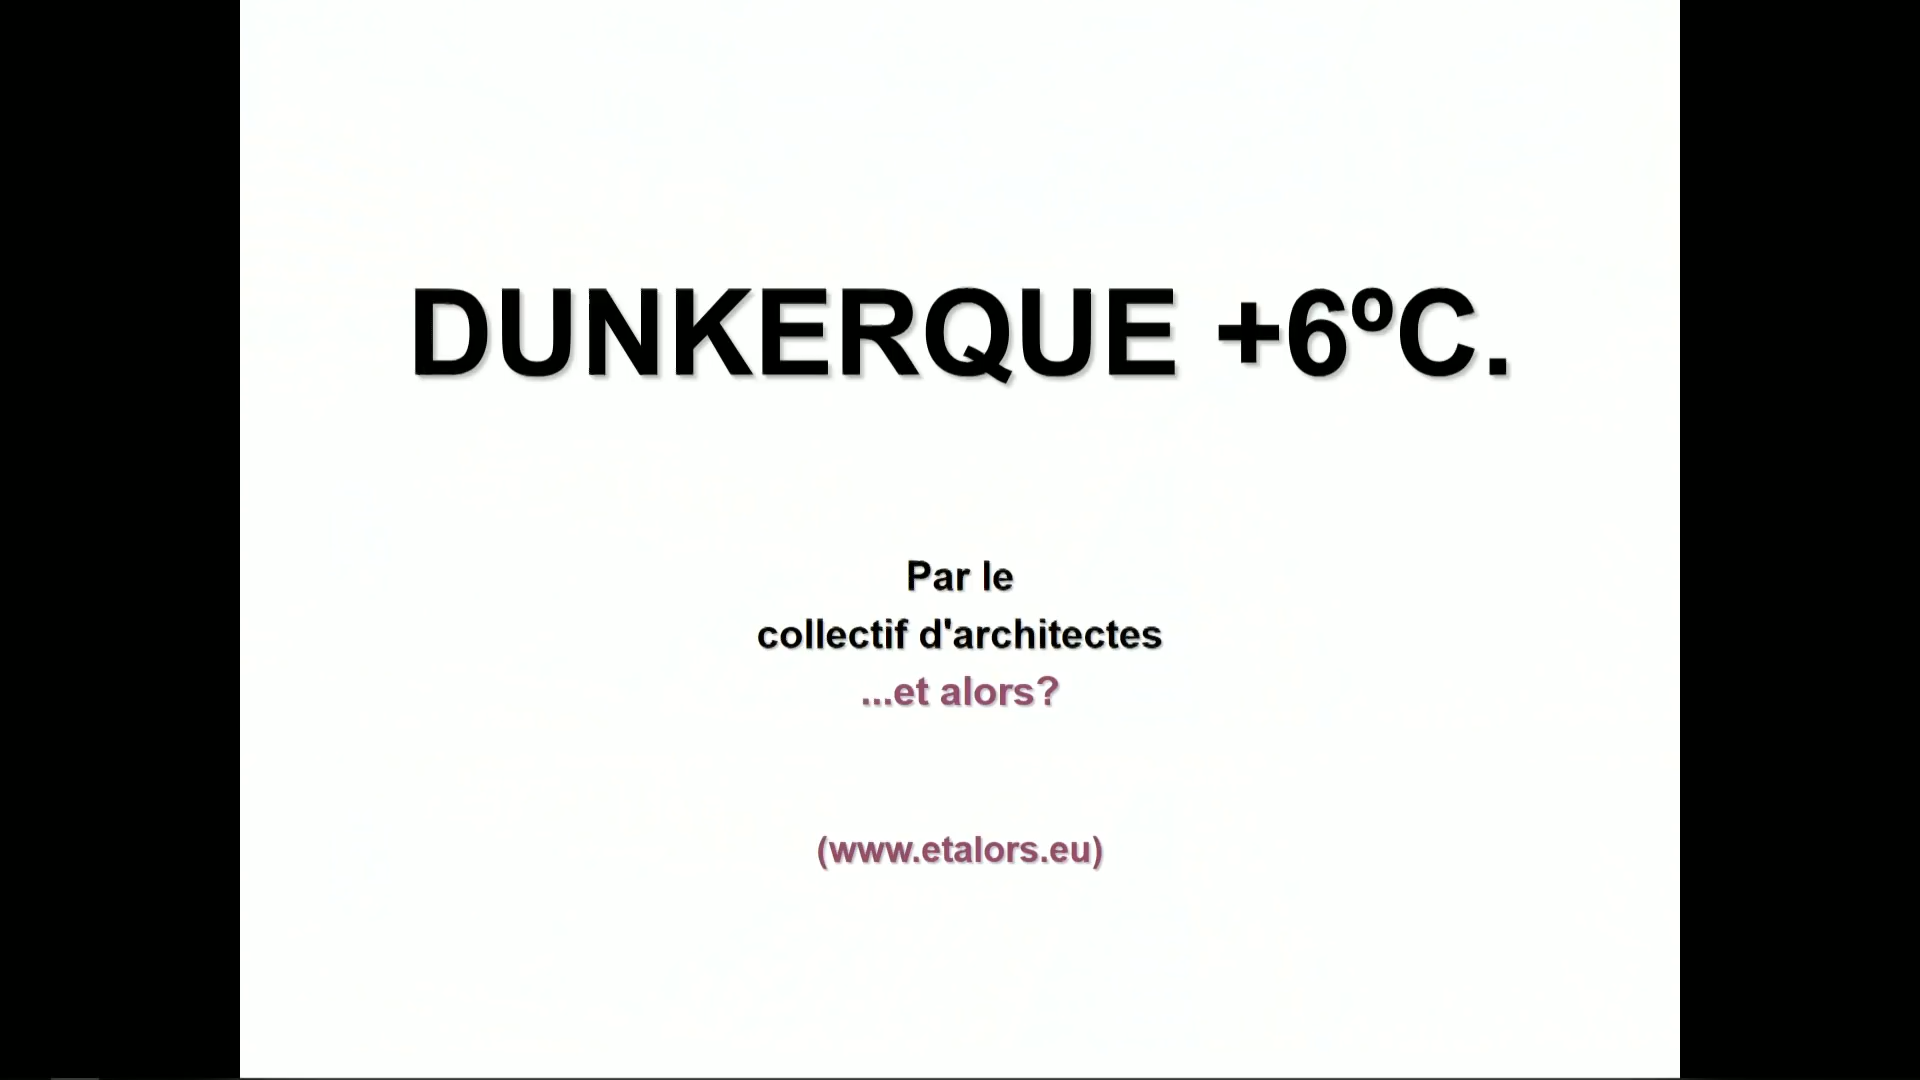 DUNKERQUE +6ºC.
Par le
collectif d'architectes
...et alors?
(www.etalors.eu)